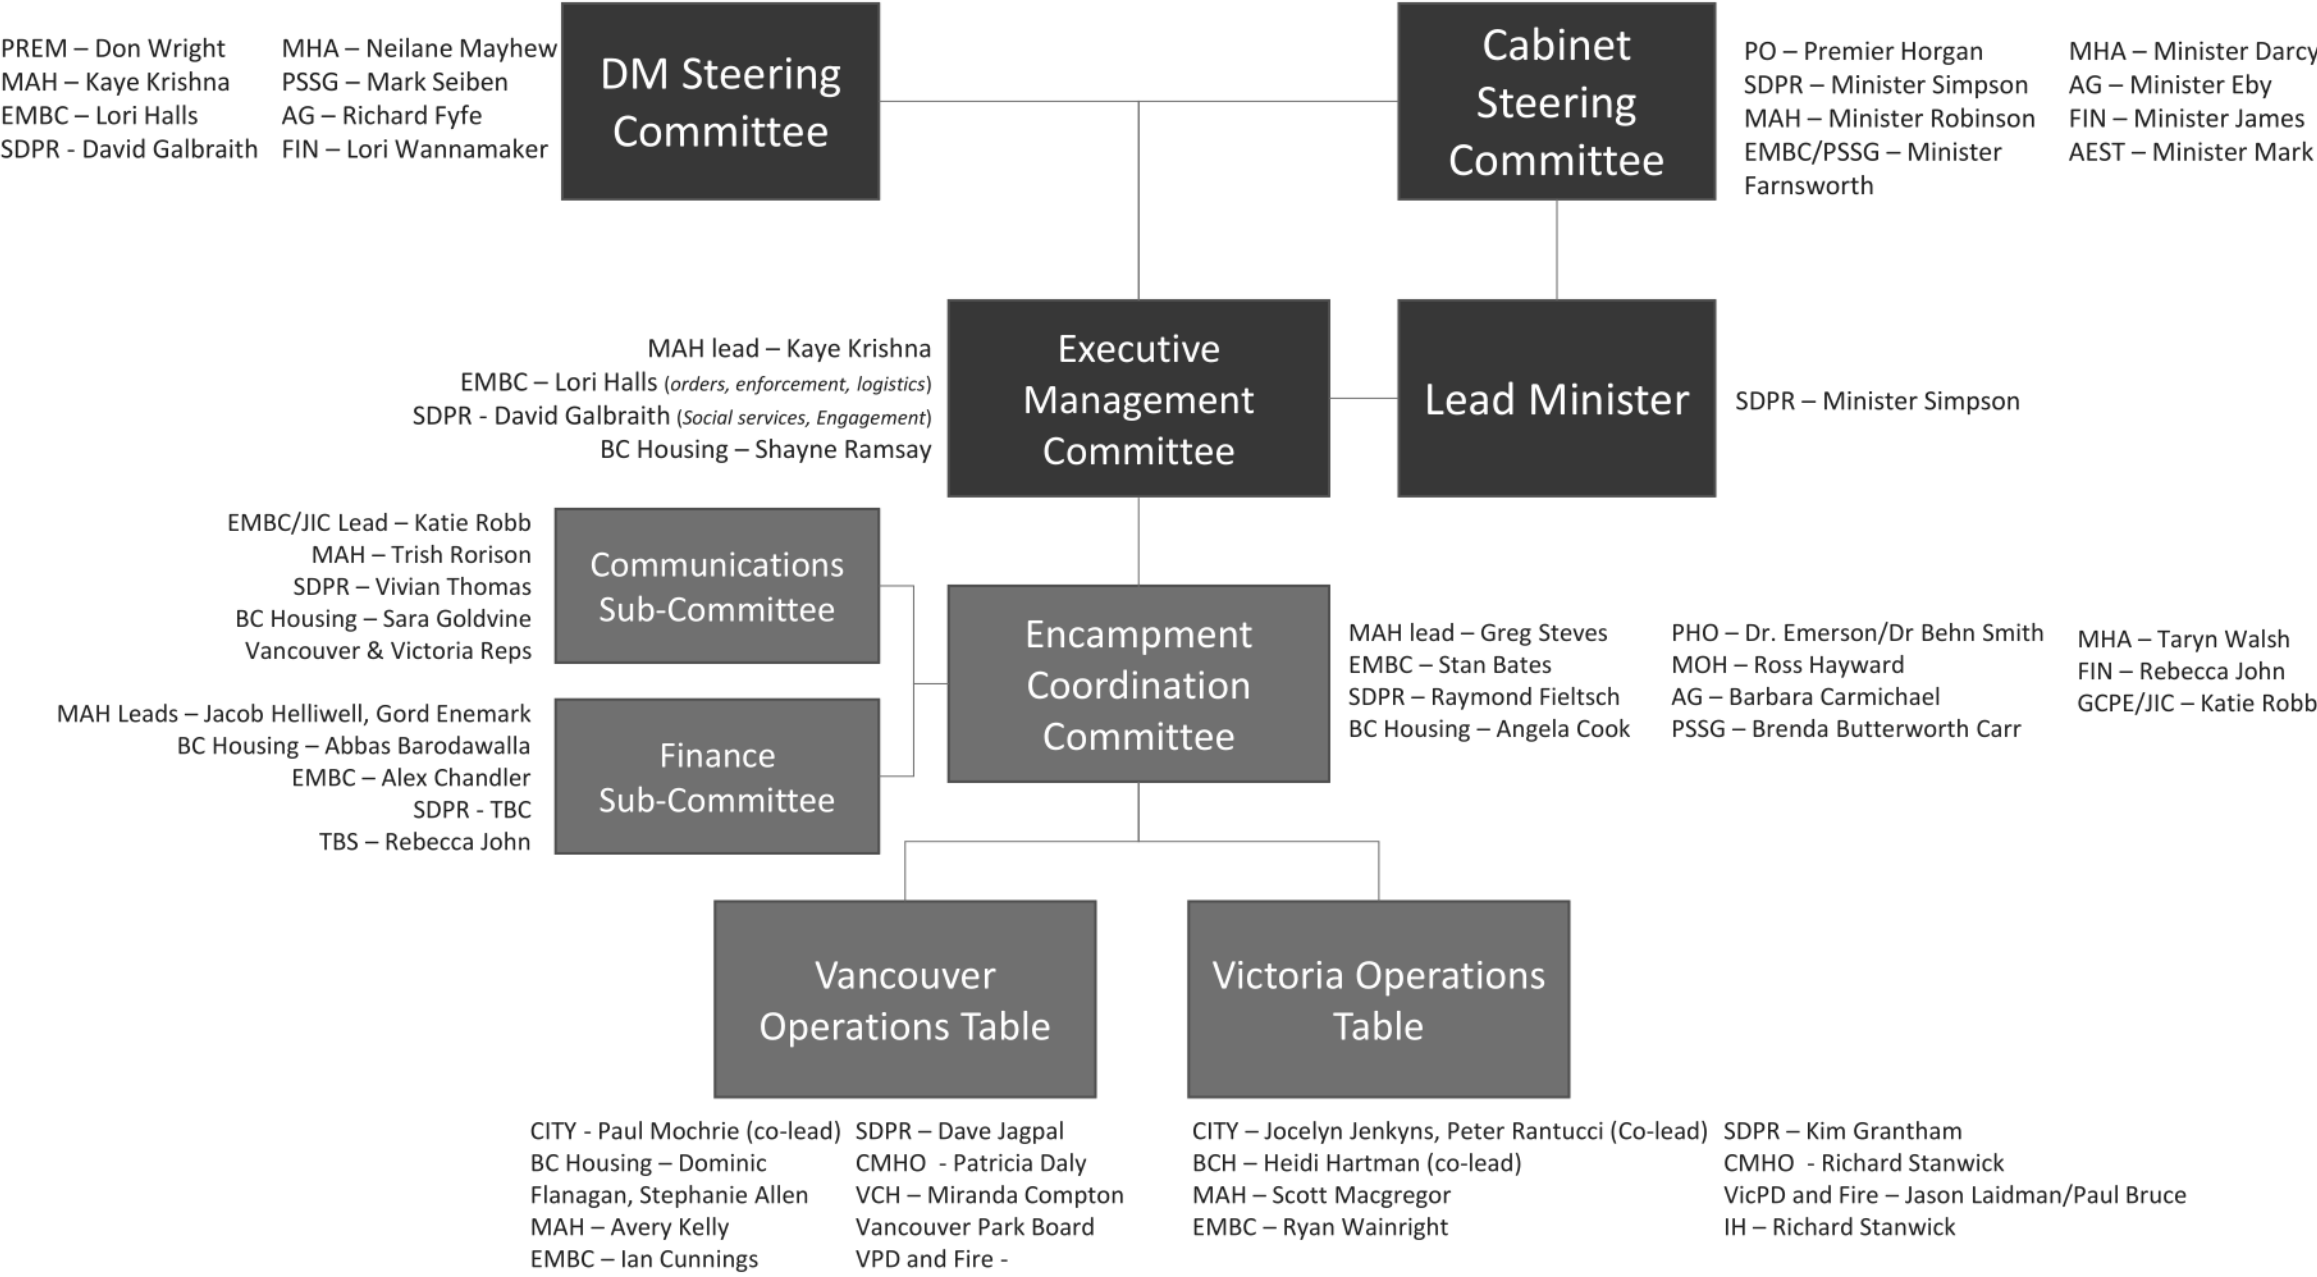 PREM – Don Wright
MAH – Kaye Krishna
EMBC – Lori Halls
SDPR - David Galbraith
MHA – Neilane Mayhew
PSSG – Mark Seiben
AG – Richard Fyfe
FIN – Lori Wannamaker
DM Steering
Committee
Cabinet
Steering
Committee
PO – Premier Horgan
SDPR – Minister Simpson
MAH – Minister Robinson
EMBC/PSSG – Minister
Farnsworth
MHA – Minister Darcy
AG – Minister Eby
FIN – Minister James
AEST – Minister Mark
MAH lead – Kaye Krishna
EMBC – Lori Halls (orders, enforcement, logistics)
SDPR - David Galbraith (Social services, Engagement)
BC Housing – Shayne Ramsay
Executive
Management
Committee
Lead Minister
SDPR – Minister Simpson
EMBC/JIC Lead – Katie Robb
MAH – Trish Rorison
SDPR – Vivian Thomas
BC Housing – Sara Goldvine
Vancouver & Victoria Reps
Communications
Sub-Committee
MAH Leads – Jacob Helliwell, Gord Enemark
BC Housing – Abbas Barodawalla
EMBC – Alex Chandler
SDPR - TBC
TBS – Rebecca John
Finance
Sub-Committee
Encampment
Coordination
Committee
MAH lead – Greg Steves
EMBC – Stan Bates
SDPR – Raymond Fieltsch
BC Housing – Angela Cook
PHO – Dr. Emerson/Dr Behn Smith
MOH – Ross Hayward
AG – Barbara Carmichael
PSSG – Brenda Butterworth Carr
MHA – Taryn Walsh
FIN – Rebecca John
GCPE/JIC – Katie Robb
Vancouver
Operations Table
Victoria Operations
Table
CITY - Paul Mochrie (co-lead)
BC Housing – Dominic
Flanagan, Stephanie Allen
MAH – Avery Kelly
EMBC – Ian Cunnings
SDPR – Dave Jagpal
CMHO - Patricia Daly
VCH – Miranda Compton
Vancouver Park Board
VPD and Fire -
CITY – Jocelyn Jenkyns, Peter Rantucci (Co-lead)
BCH – Heidi Hartman (co-lead)
MAH – Scott Macgregor
EMBC – Ryan Wainright
SDPR – Kim Grantham
CMHO - Richard Stanwick
VicPD and Fire – Jason Laidman/Paul Bruce
IH – Richard Stanwick